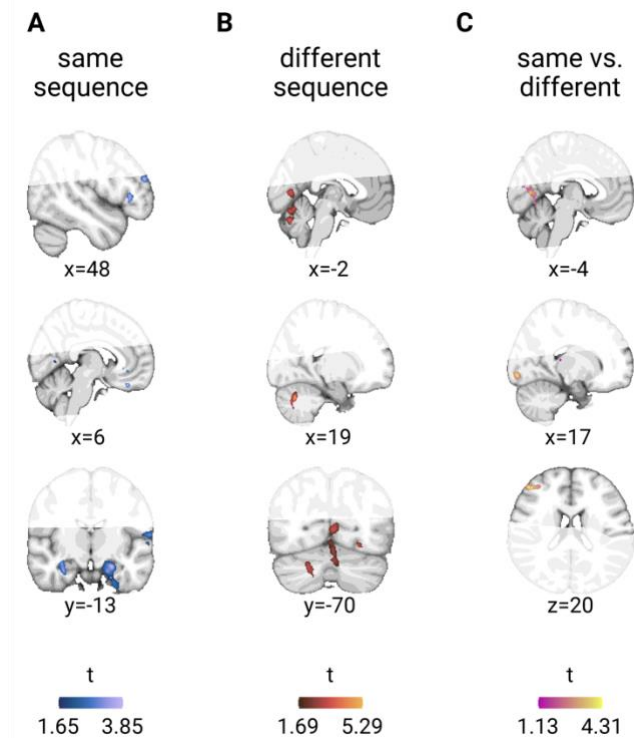 A
same
sequence
x=48
x=6
y=-13
t
1.65 3.85
B
different
sequence
x=-2
x=19
y=-70
t
1.69 5.29
C
same vs.
different
x=-4
x=17
z=20
t
1.13 4.31